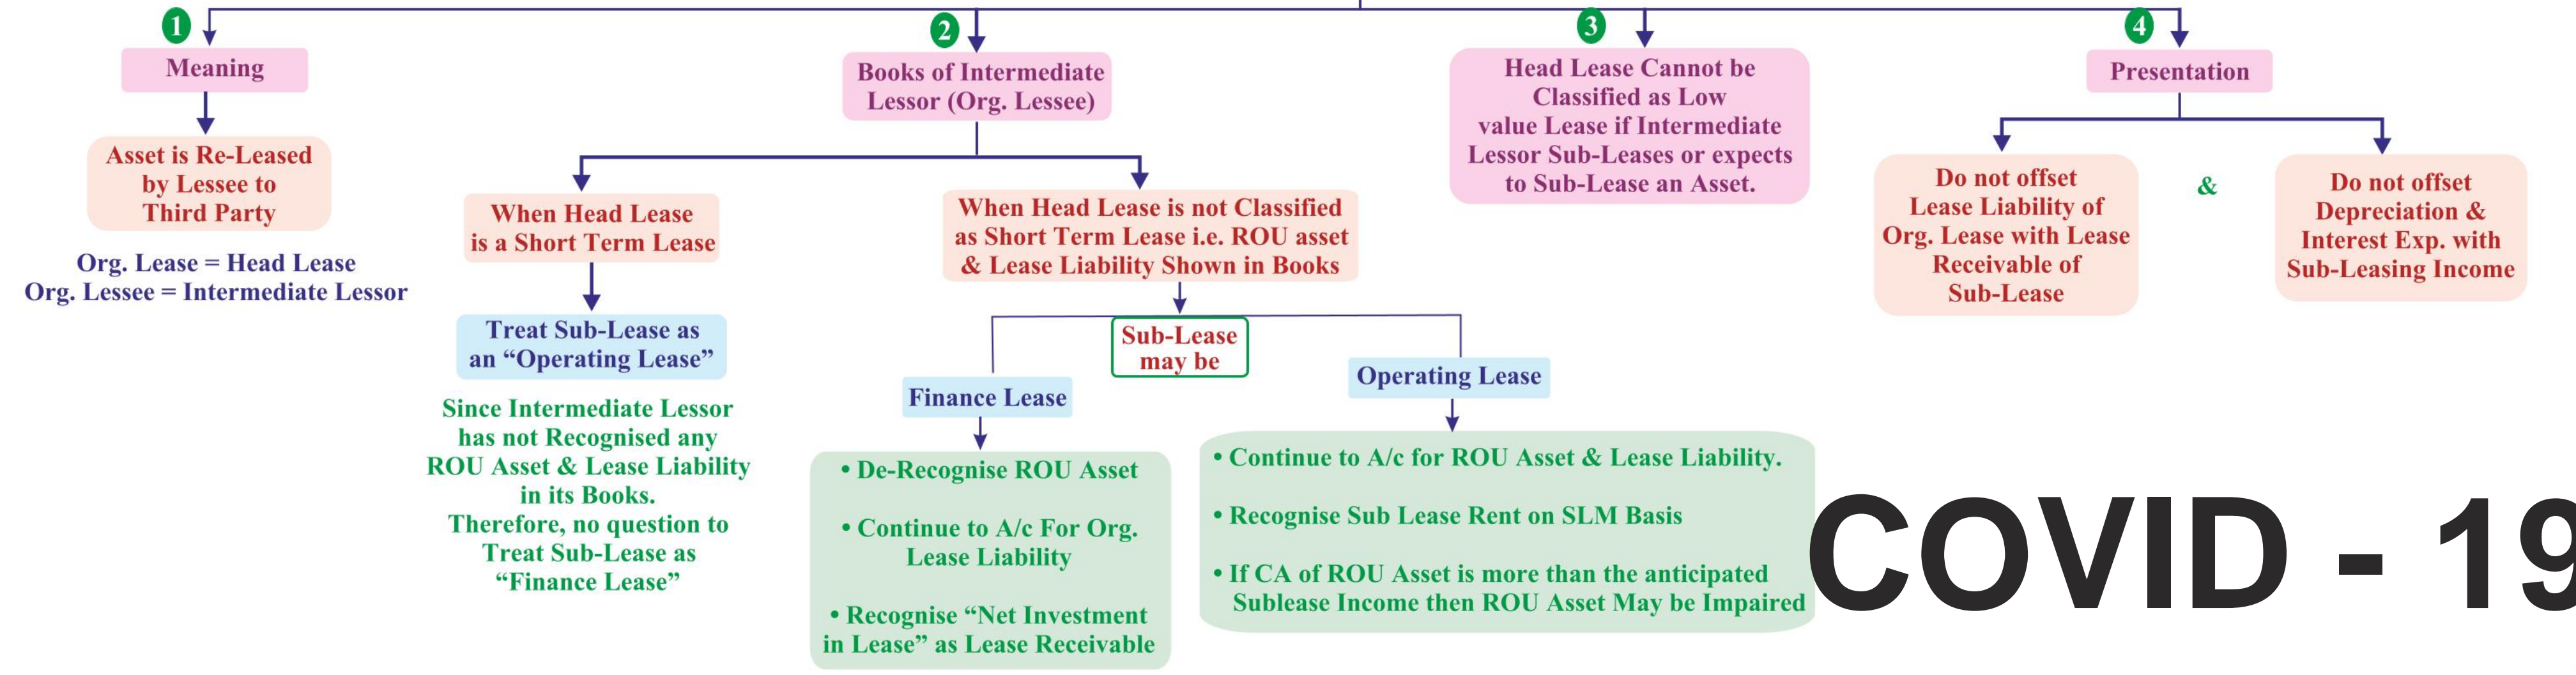 1
Meaning
Asset is Re-Leased
by Lessee to
Third Party
Org. Lease = Head Lease
Org. Lessee = Intermediate Lessor
2
Books of Intermediate
Lessor (Org. Lessee)
When Head Lease
is a Short Term Lease
Treat Sub-Lease as
an “Operating Lease”
Since Intermediate Lessor
has not Recognised any
ROU Asset & Lease Liability
in its Books.
Therefore, no question to
Treat Sub-Lease as
“Finance Lease”
When Head Lease is not Classified
as Short Term Lease i.e. ROU asset
& Lease Liability Shown in Books
Sub-Lease
may be
Finance Lease
• De-Recognise ROU Asset
• Continue to A/c For Org.
Lease Liability
• Recognise “Net Investment
in Lease” as Lease Receivable
Operating Lease
• Continue to A/c for ROU Asset & Lease Liability.
• Recognise Sub Lease Rent on SLM Basis
• If CA of ROU Asset is more than the anticipated
Sublease Income then ROU Asset May be Impaired
3
Head Lease Cannot be
Classified as Low
value Lease if Intermediate
Lessor Sub-Leases or expects
to Sub-Lease an Asset.
4
Presentation
Do not offset
Lease Liability of
Org. Lease with Lease
Receivable of
Sub-Lease
&
Do not offset
Depreciation &
Interest Exp. with
Sub-Leasing Income
COVID - 19